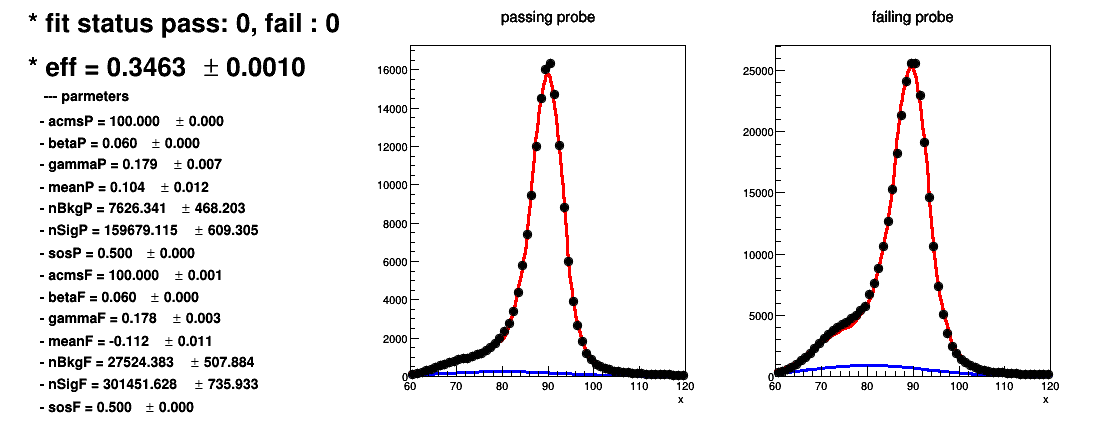 * fit status pass: 0, fail : 0
* eff = 0.3463 ± 0.0010
--- parmeters
- acmsP = 100.000 ± 0.000
- betaP = 0.060 ± 0.000
- gammaP = 0.179 ± 0.007
- meanP = 0.104 ± 0.012
- nBkgP = 7626.341 ± 468.203
- nSigP = 159679.115 ± 609.305
- sosP = 0.500 ± 0.000
- acmsF = 100.000 ± 0.001
- betaF = 0.060 ± 0.000
- gammaF = 0.178 ± 0.003
- meanF = -0.112 ± 0.011
- nBkgF = 27524.383 ± 507.884
- nSigF = 301451.628 ± 735.933
- sosF = 0.500 ± 0.000
passing probe
16000
14000
12000
10000
8000
6000
4000
2000
0
60 70 80 90 100 110 120
x
failing probe
25000
20000
15000
10000
5000
0
60 70 80 90 100 110 120
x